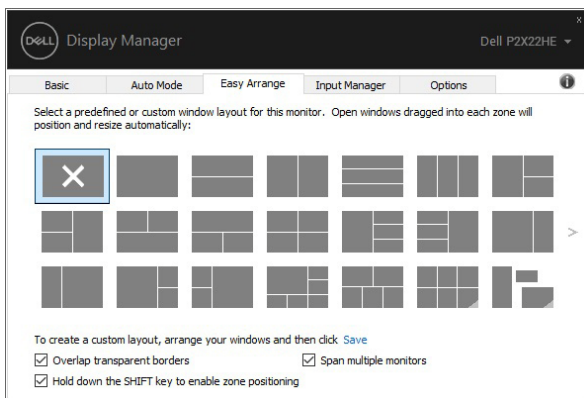 x
DELL Display Manager
Dell P2X22HE
Basic
Auto Mode
Easy Arrange
Input Manager
Options
Select a predefined or custom window layout for this monitor. Open windows dragged into each zone will
position and resize automatically:
To create a custom layout, arrange your windows and then click Save
Overlap transparent borders
Span multiple monitors
Hold down the SHIFT key to enable zone positioning